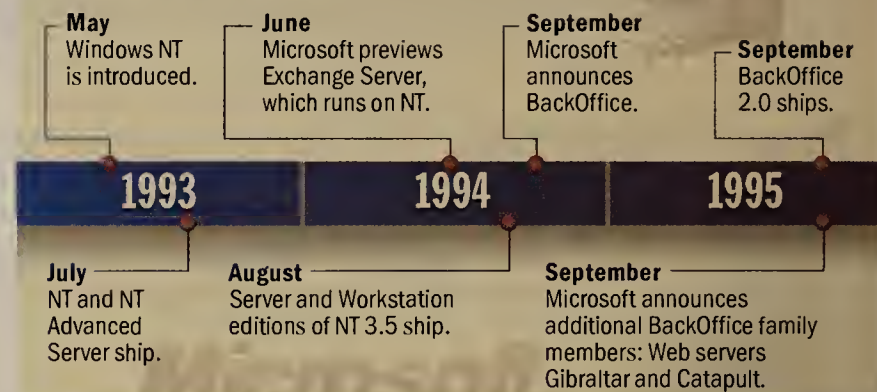 May
Windows NT
is introduced.
June
Microsoft previews
Exchange Server,
which runs on NT.
September
Microsoft
announces
BackOffice.
September
BackOffice
2.0 ships.
1993
1994
1995
July
NT and NT
Advanced
Server ship.
August
Server and Workstation
editions of NT 3.5 ship.
September
Microsoft announces
additional BackOffice family
members: Web servers
Gibraltar and Catapult.